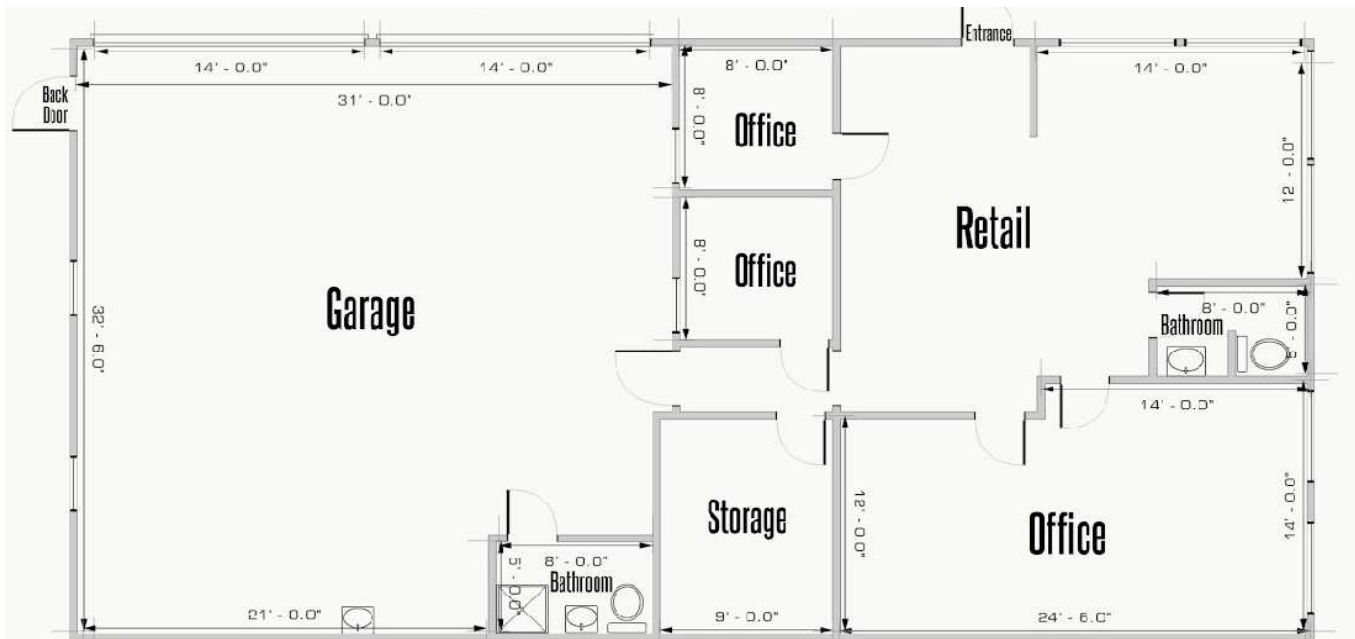 Entrance
14' - 0.0"
14' - 0.0"
8' - 0.0"
14' - 0.0"
31' - 0.0"
Back
Door
8' - 0.0"
Office
12' - 0.0"
Retail
8' - 0.0"
Office
Garage
32' - 6.0"
8' - 0.0"
Bathroom
14' - 0.0"
12' - 0.0"
Storage
Office
14' - 0.0"
8' - 0.0"
5' - 0.0"
Bathroom
21' - 0.0"
9' - 0.0"
24' - 6.0"